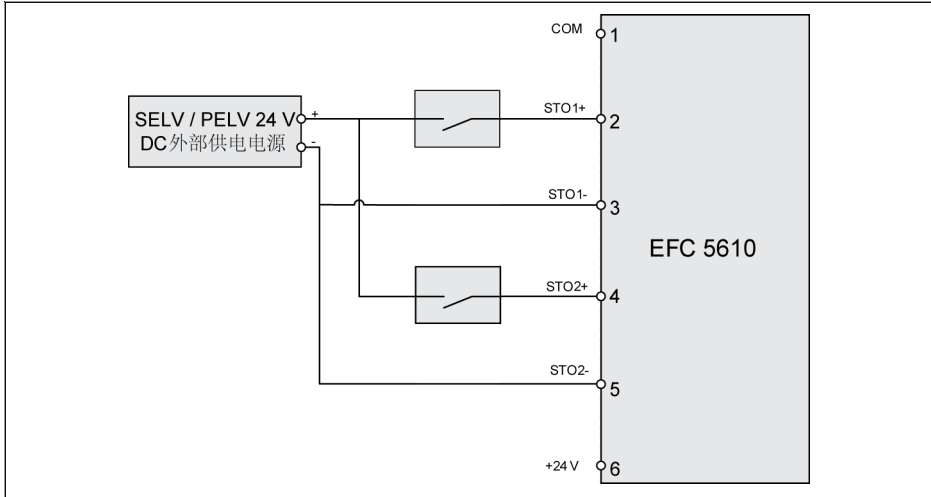 COM
1
SELV / PELV 24 V
+
DC外部供电电源
-
STO1+
2
STO1-
3
EFC 5610
STO2+
4
STO2-
5
+24 V
6